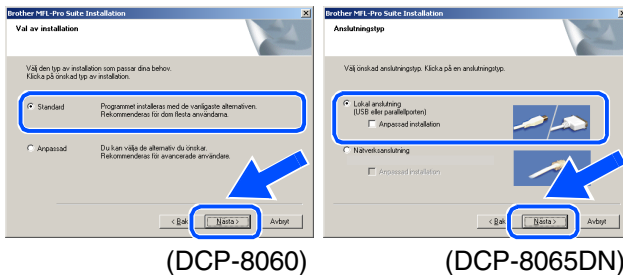 Brother MFL-Pro Suite Installation
Val av installation
Välj den typ av installation som passar dina behov.
Klicka på önskad typ av installation.
Standard
Programmet installeras med de vanligaste alternativen.
Rekommenderas för dom flesta användarna.
Anpassad
Du kan välja de alternativ du önskar.
Rekommenderas för avancerade användare.
< Bak
Nästa >
Avbryt
(DCP-8060)
Brother MFL-Pro Suite Installation
Anslutningstyp
Välj önskad anslutningstyp. Klicka på en anslutningstyp.
Lokal anslutning
(USB eller parallellporten)
Anpassad installation
Nätverksanslutning
Anpassad installation
< Bak
Nästa >
Avbryt
(DCP-8065DN)